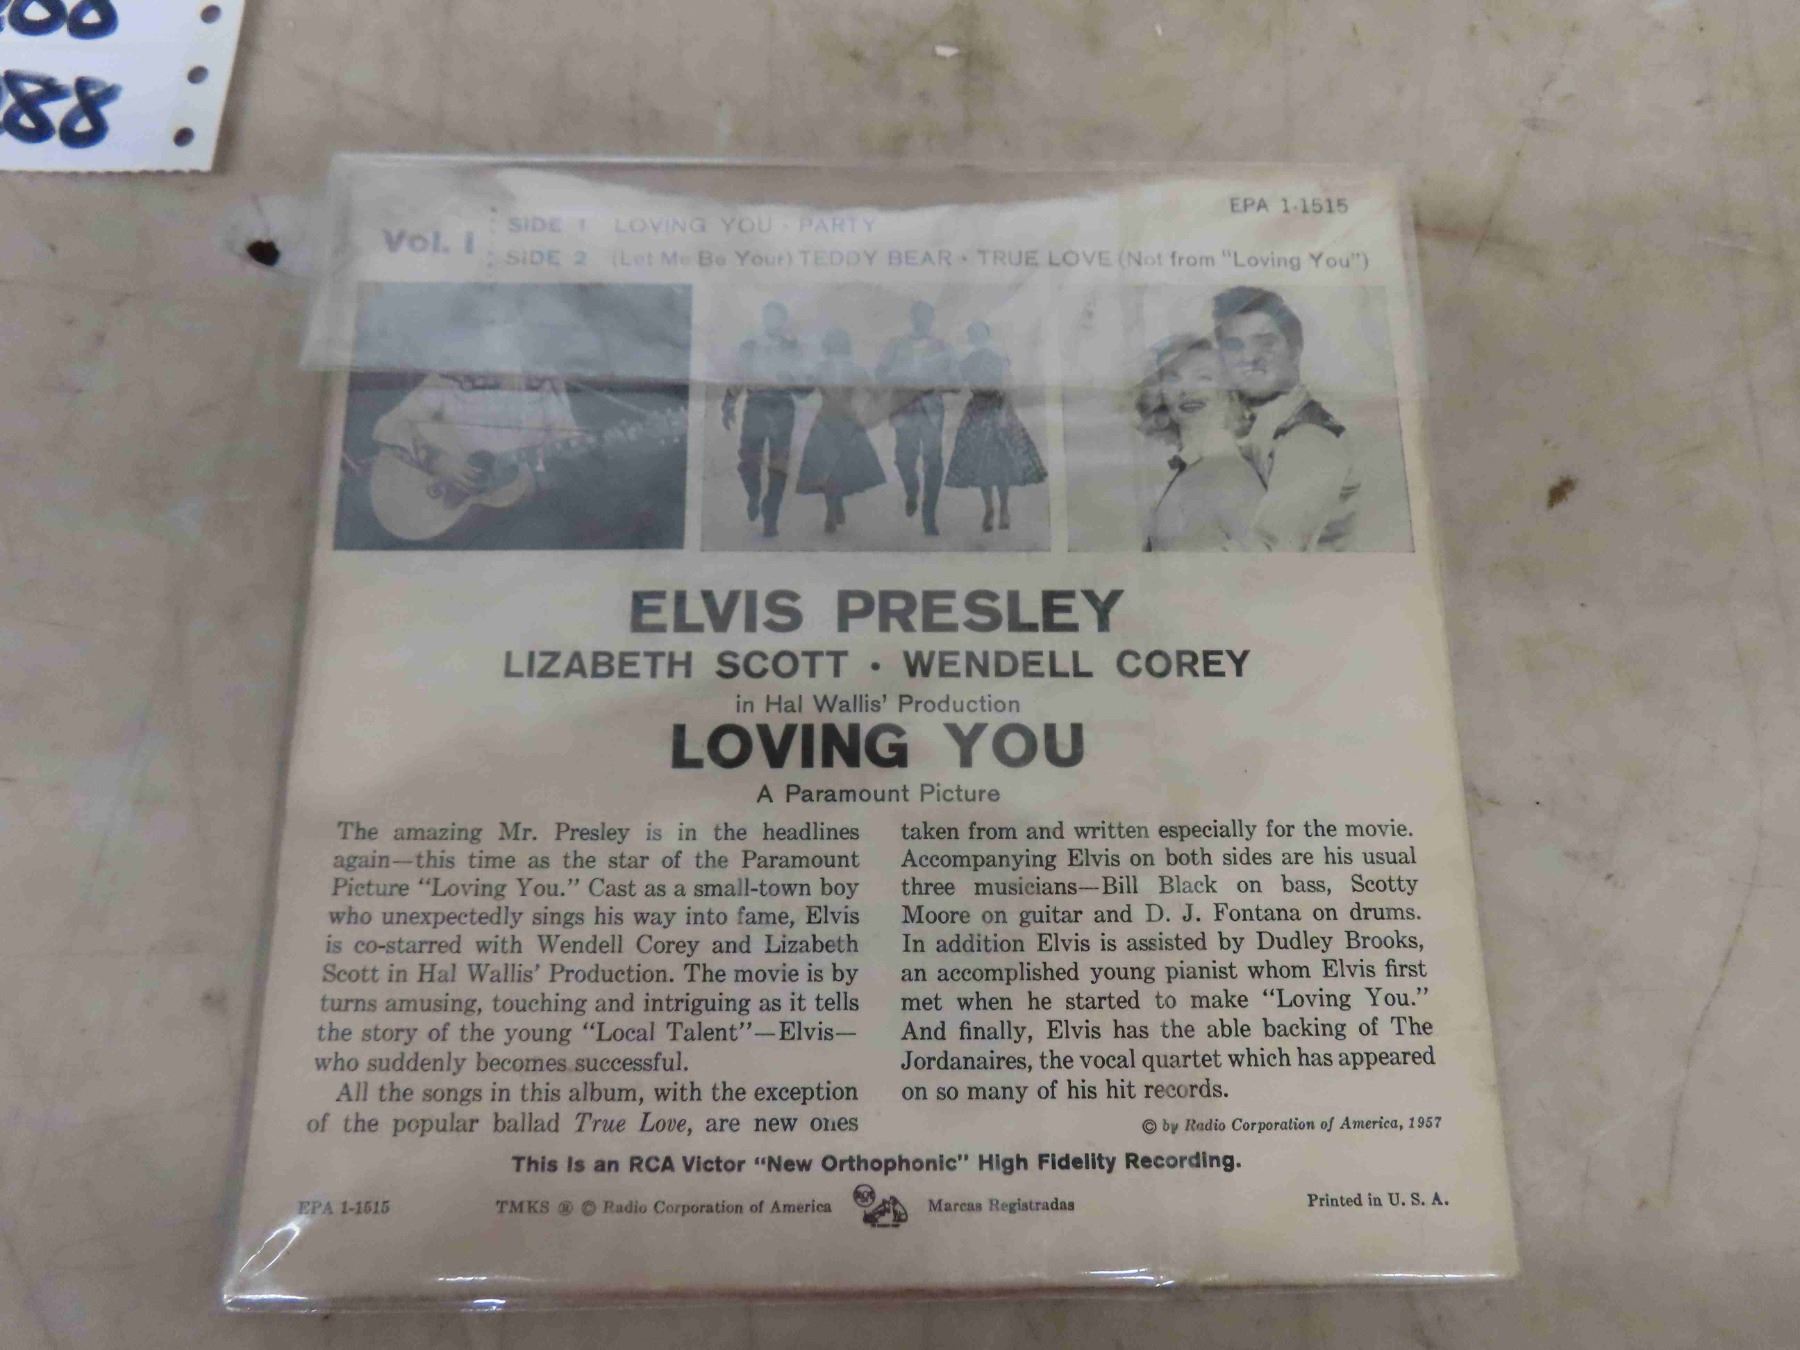 88
Vol. I
SIDE 1 LOVING YOU · PARTY
SIDE 2 (Let Me Be Your) TEDDY BEAR · TRUE LOVE (Not from "Loving You")
EPA 1-1515
ELVIS PRESLEY
LIZABETH SCOTT • WENDELL COREY
in Hal Wallis' Production
LOVING YOU
A Paramount Picture
The amazing Mr. Presley is in the headlines
again—this time as the star of the Paramount
Picture "Loving You." Cast as a small-town boy
who unexpectedly sings his way into fame, Elvis
is co-starred with Wendell Corey and Lizabeth
Scott in Hal Wallis' Production. The movie is by
turns amusing, touching and intriguing as it tells
the story of the young "Local Talent"—Elvis—
who suddenly becomes successful.
All the songs in this album, with the exception
of the popular ballad True Love, are new ones
taken from and written especially for the movie.
Accompanying Elvis on both sides are his usual
three musicians—Bill Black on bass, Scotty
Moore on guitar and D. J. Fontana on drums.
In addition Elvis is assisted by Dudley Brooks,
an accomplished young pianist whom Elvis first
met when he started to make "Loving You."
And finally, Elvis has the able backing of The
Jordanaires, the vocal quartet which has appeared
on so many of his hit records.
© by Radio Corporation of America, 1957
This Is an RCA Victor "New Orthophonic" High Fidelity Recording.
EPA 1-1515
TMKS ® © Radio Corporation of America
Marcas Registradas
Printed in U. S. A.